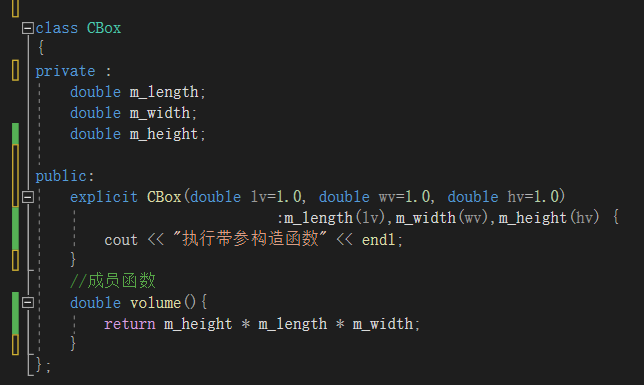 class CBox
{
private :
double m_length;
double m_width;
double m_height;
public:
explicit CBox(double lv=1.0, double wv=1.0, double hv=1.0)
:m_length(lv),m_width(wv),m_height(hv) {
cout << "执行带参构造函数" << endl;
}
//成员函数
double volume(){
return m_height * m_length * m_width;
}
};